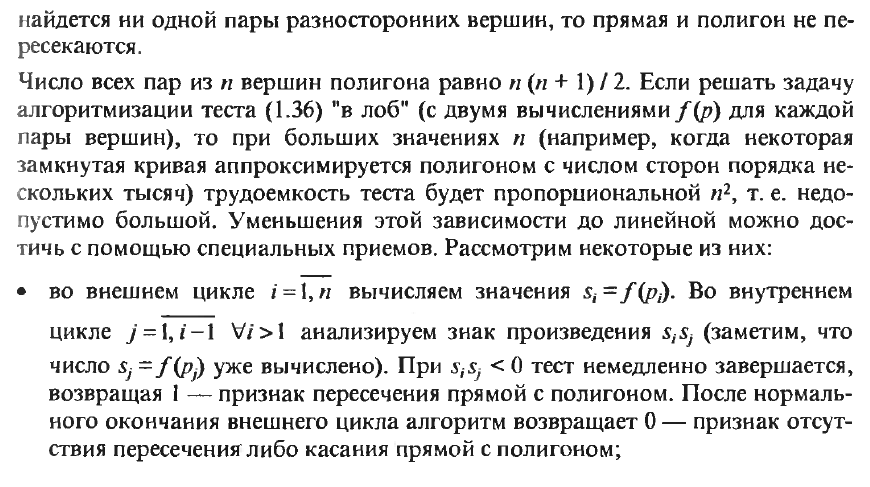 найдется ни одной пары разносторонних вершин, то прямая и полигон не пе-
ресекаются.
Число всех пар из n вершин полигона равно n (n + 1) / 2. Если решать задачу
алгоритмизации теста (1.36) "в лоб" (с двумя вычислениями f (p) для каждой
пары вершин), то при больших значениях n (например, когда некоторая
замкнутая кривая аппроксимируется полигоном с числом сторон порядка не-
скольких тысяч) трудоемкость теста будет пропорциональной n², т. е. недо-
пустимо большой. Уменьшения этой зависимости до линейной можно дос-
тичь с помощью специальных приемов. Рассмотрим некоторые из них:
• во внешнем цикле i = \overline{1, n} вычисляем значения sᵢ = f (pᵢ). Во внутреннем
цикле j = \overline{1, i−1} ∀i > 1 анализируем знак произведения sᵢsⱼ (заметим, что
число sⱼ = f (pⱼ) уже вычислено). При sᵢsⱼ < 0 тест немедленно завершается,
возвращая 1 — признак пересечения прямой с полигоном. После нормаль-
ного окончания внешнего цикла алгоритм возвращает 0 — признак отсут-
ствия пересечения либо касания прямой с полигоном;